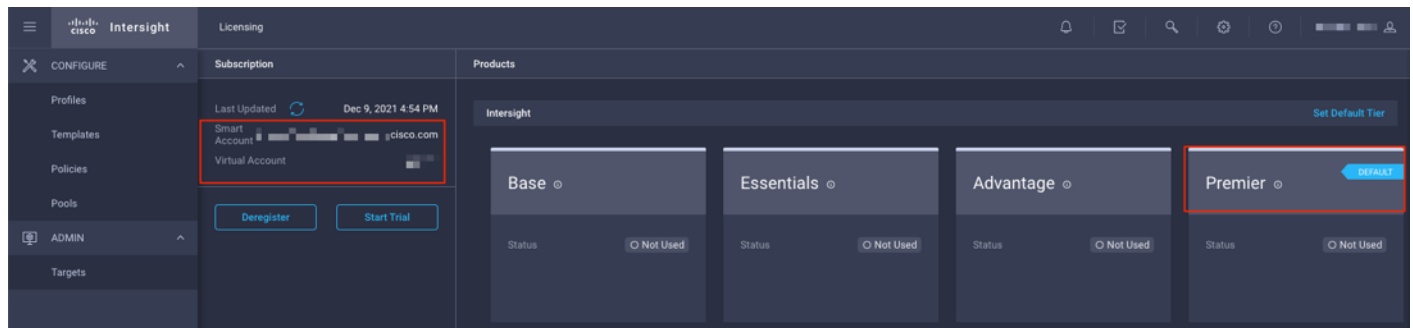 cisco Intersight
Licensing
CONFIGURE
Profiles
Templates
Policies
Pools
ADMIN
Targets
Subscription
Last Updated Dec 9, 2021 4:54 PM
Smart
Account cisco.com
Virtual Account
Deregister Start Trial
Products
Intersight Set Default Tier
Base Essentials Advantage Premier DEFAULT
Status Not Used Status Not Used Status Not Used Status Not Used